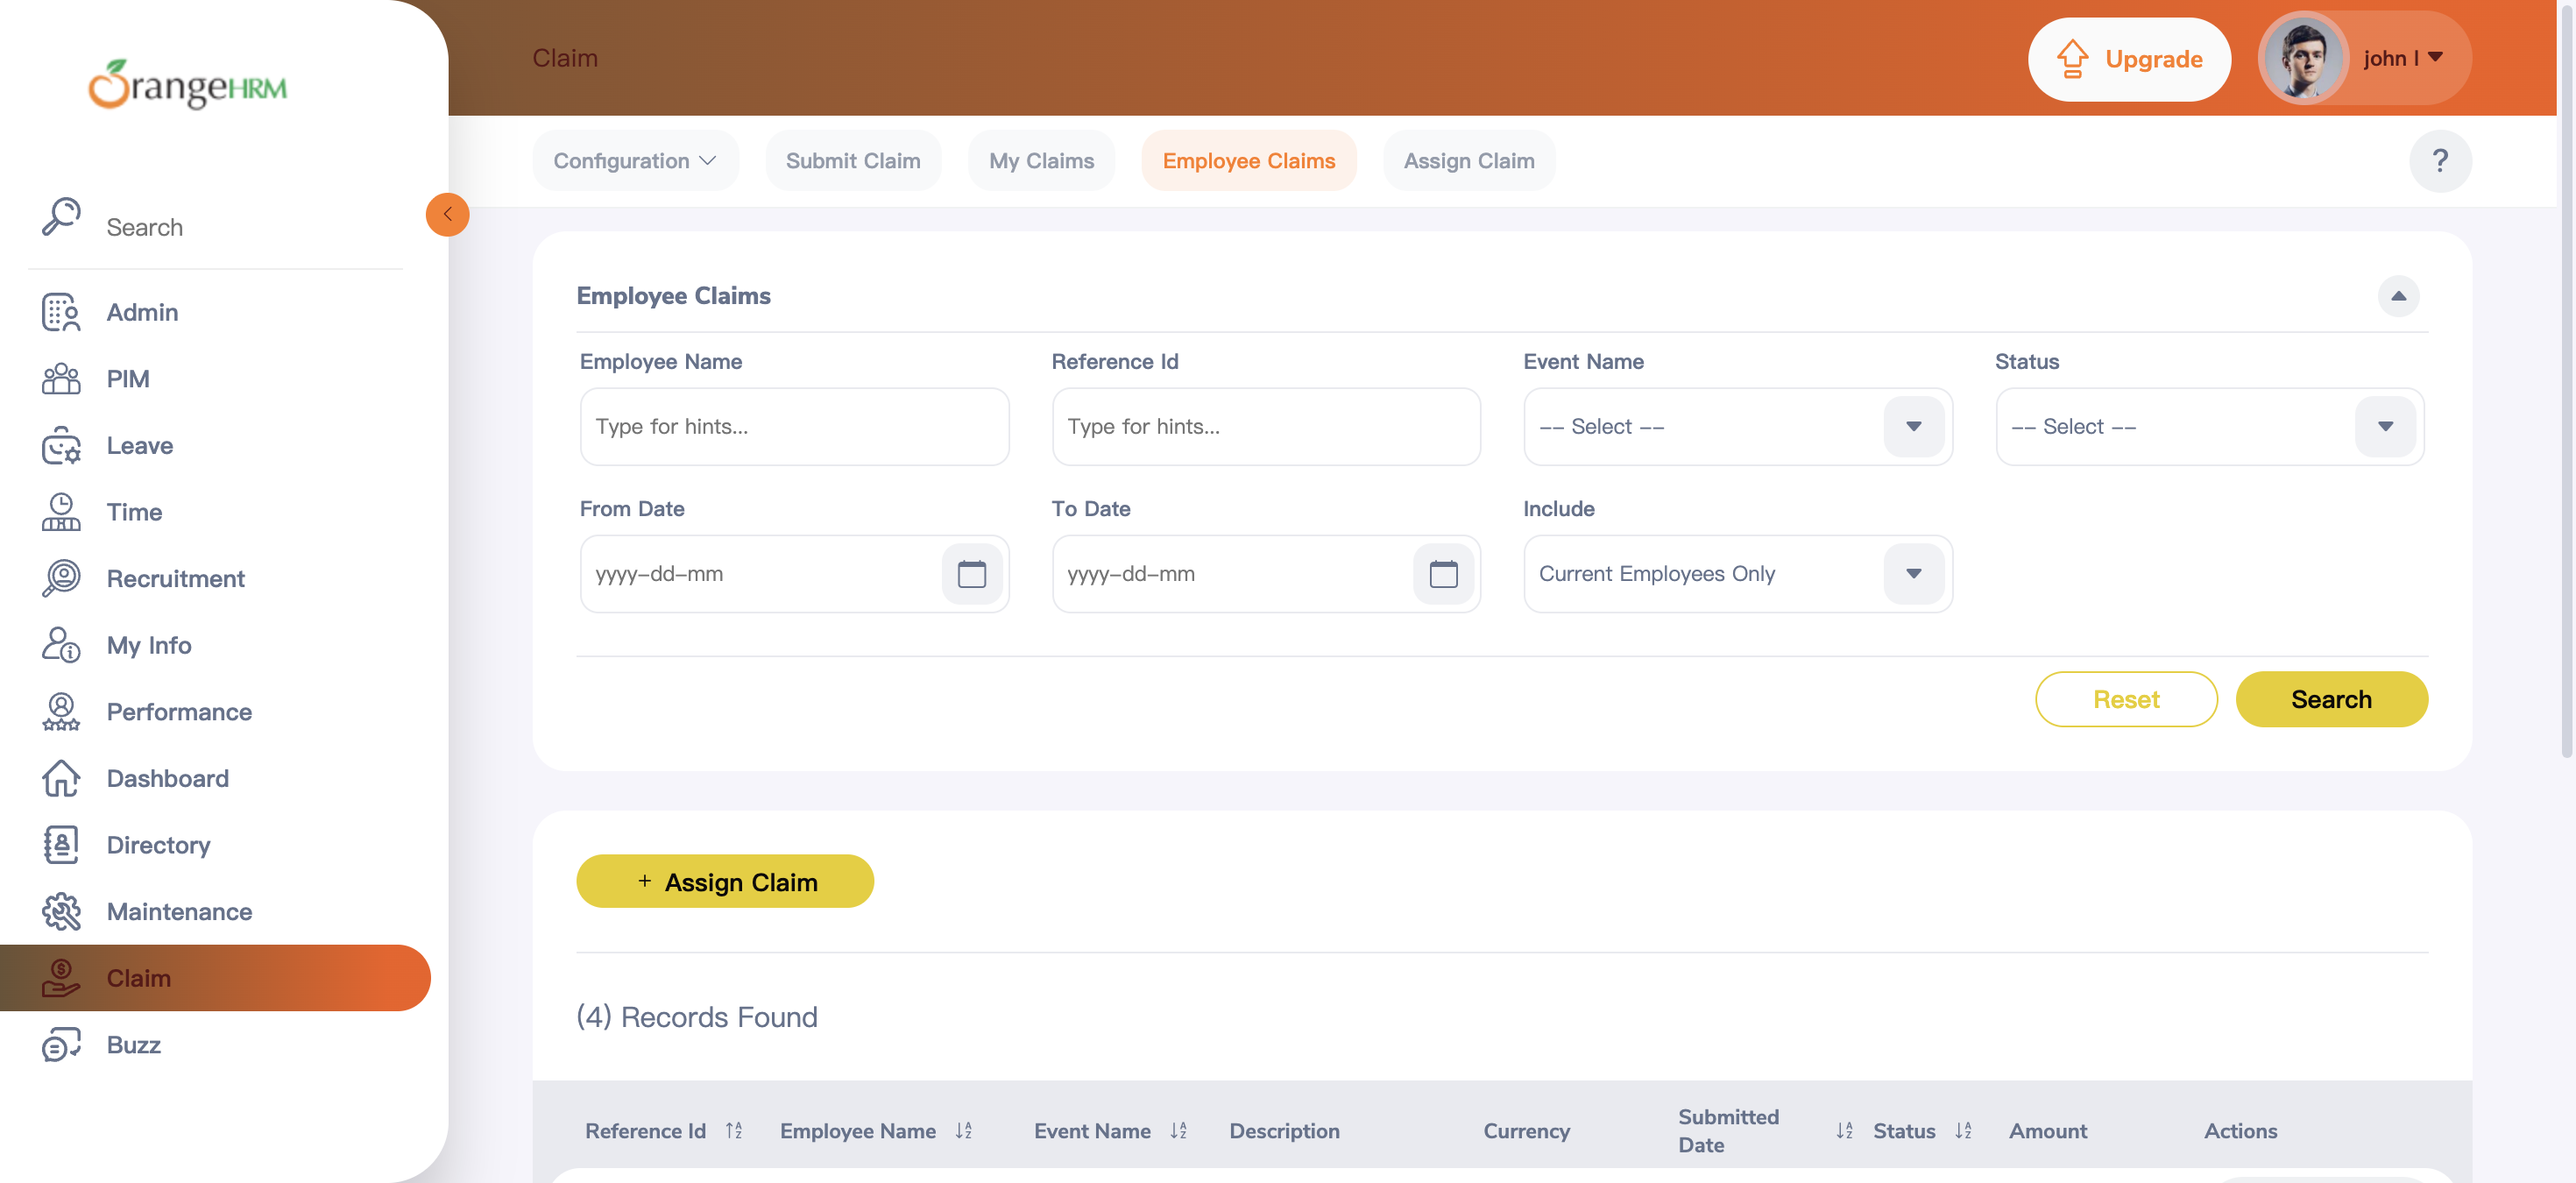 OrangeHRM
Search
Admin
PIM
Leave
Time
Recruitment
My Info
Performance
Dashboard
Directory
Maintenance
Claim
Buzz
Claim
Upgrade
john l
Configuration
Submit Claim
My Claims
Employee Claims
Assign Claim
?
Employee Claims
Employee Name
Reference Id
Event Name
Status
Type for hints...
Type for hints...
-- Select --
-- Select --
From Date
To Date
Include
yyyy-dd-mm
yyyy-dd-mm
Current Employees Only
Reset
Search
+ Assign Claim
(4) Records Found
Reference Id
Employee Name
Event Name
Description
Currency
Submitted
Date
Status
Amount
Actions